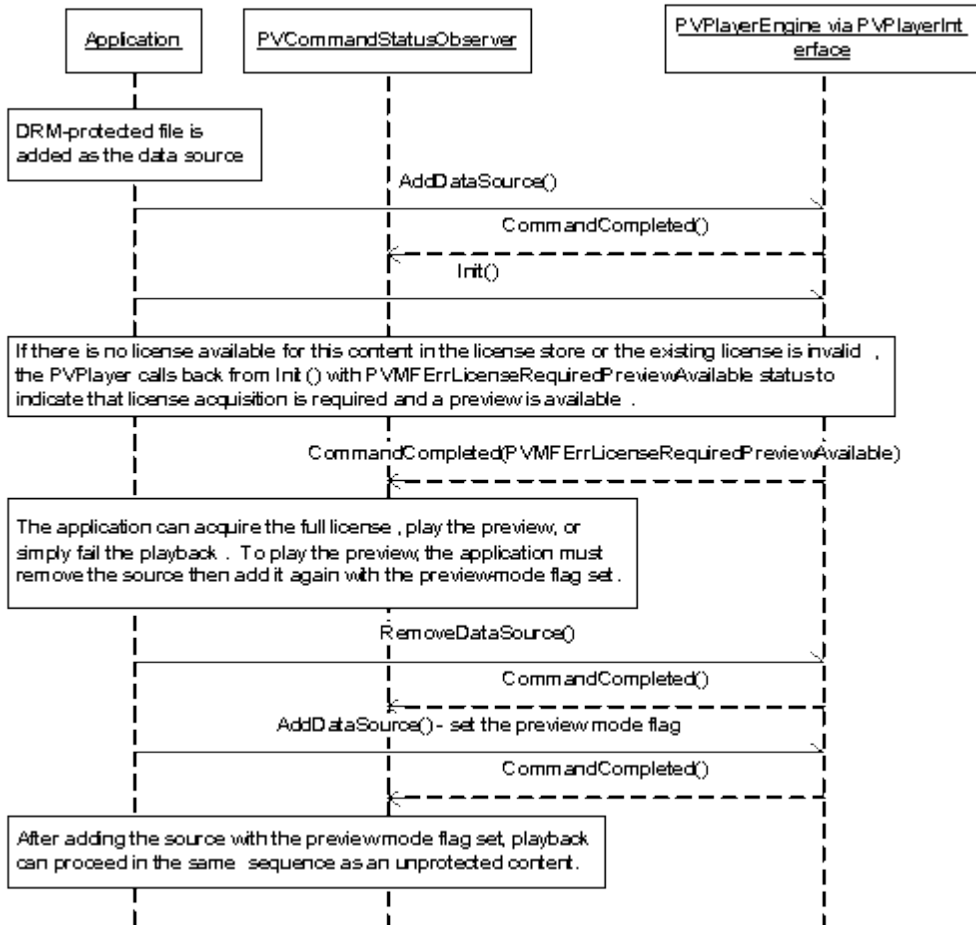 Application
PVCommandStatusObserver
PVPlayerEngine via PVPlayerInt
erface
DRM-protected file is
added as the data source
AddDataSource()
CommandCompleted()
Init()
If there is no license available for this content in the license store or the existing license is invalid ,
the PVPlayer calls back from Init () with PVMFErrLicenseRequiredPreviewAvailable status to
indicate that license acquisition is required and a preview is available .
CommandCompleted(PVMFErrLicenseRequiredPreviewAvailable)
The application can acquire the full license , play the preview, or
simply fail the playback . To play the preview, the application must
remove the source then add it again with the preview-mode flag set .
RemoveDataSource()
CommandCompleted()
AddDataSource() - set the preview mode flag
CommandCompleted()
After adding the source with the preview-mode flag set, playback
can proceed in the same sequence as an unprotected content.